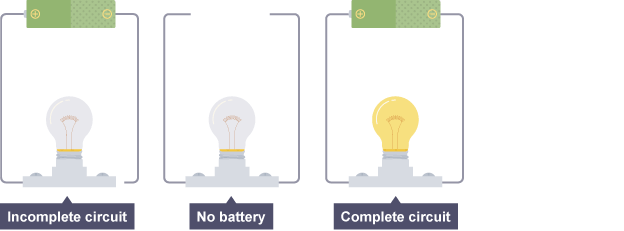 Incomplete circuit
No battery
Complete circuit